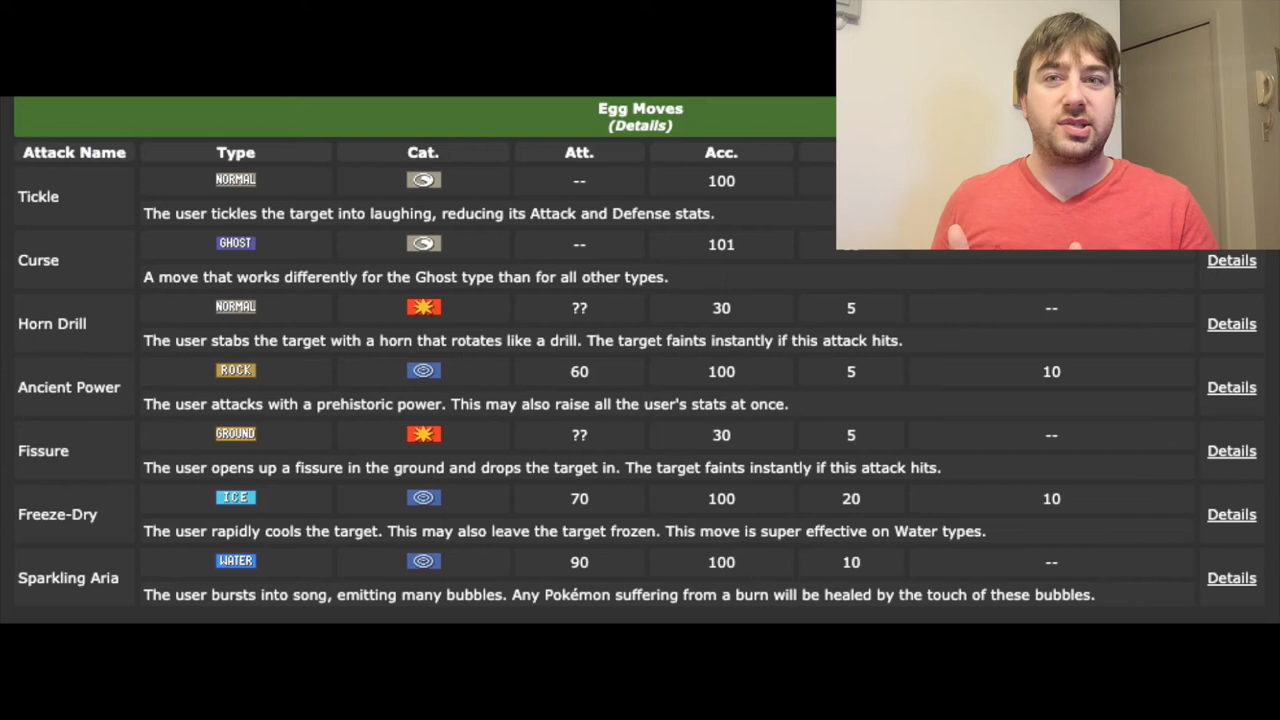 Egg Moves
(Details)
Attack Name Type Cat. Att. Acc.
Tickle NORMAL -- 100
The user tickles the target into laughing, reducing its Attack and Defense stats.
Curse GHOST -- 101 Details
A move that works differently for the Ghost type than for all other types.
Horn Drill NORMAL ?? 30 5 -- Details
The user stabs the target with a horn that rotates like a drill. The target faints instantly if this attack hits.
Ancient Power ROCK 60 100 5 10 Details
The user attacks with a prehistoric power. This may also raise all the user's stats at once.
Fissure GROUND ?? 30 5 -- Details
The user opens up a fissure in the ground and drops the target in. The target faints instantly if this attack hits.
Freeze-Dry ICE 70 100 20 10 Details
The user rapidly cools the target. This may also leave the target frozen. This move is super effective on Water types.
Sparkling Aria WATER 90 100 10 -- Details
The user bursts into song, emitting many bubbles. Any Pokémon suffering from a burn will be healed by the touch of these bubbles.